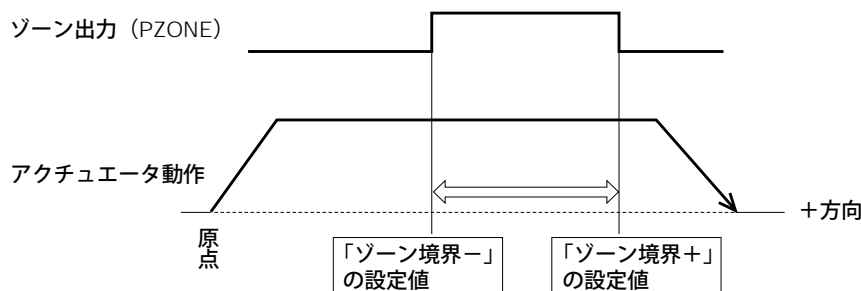 ゾーン出力（PZONE）
アクチュエータ動作
＋方向
原点
「ゾーン境界－」
の設定値
「ゾーン境界＋」
の設定値